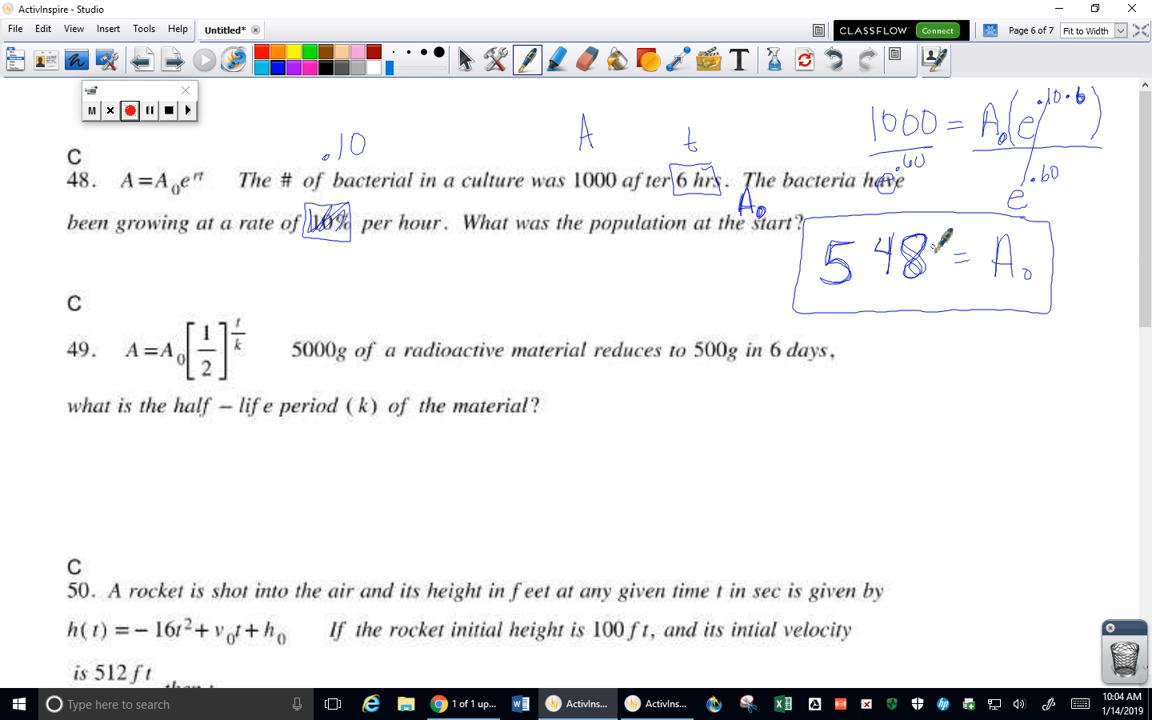 ActivInspire - Studio
File Edit View Insert Tools Help Untitled* CLASSFLOW Connect Page 6 of 7 Fit to Width
M
1000 = A₀(e^.10·6)
e^.60 e^.60
.10 A t
C
48. A=A₀e^rt The # of bacterial in a culture was 1000 after 6 hrs. The bacteria have
A₀
been growing at a rate of 10% per hour. What was the population at the start?
548 = A₀
C
49. A=A₀[1/2]^t/k 5000g of a radioactive material reduces to 500g in 6 days,
what is the half – life period (k) of the material?
C
50. A rocket is shot into the air and its height in feet at any given time t in sec is given by
h(t) = – 16t² + v₀t + h₀ If the rocket initial height is 100 ft, and its intial velocity
is 512 ft
Type here to search 1 of 1 up... ActivIns... ActivIns... 10:04 AM
1/14/2019